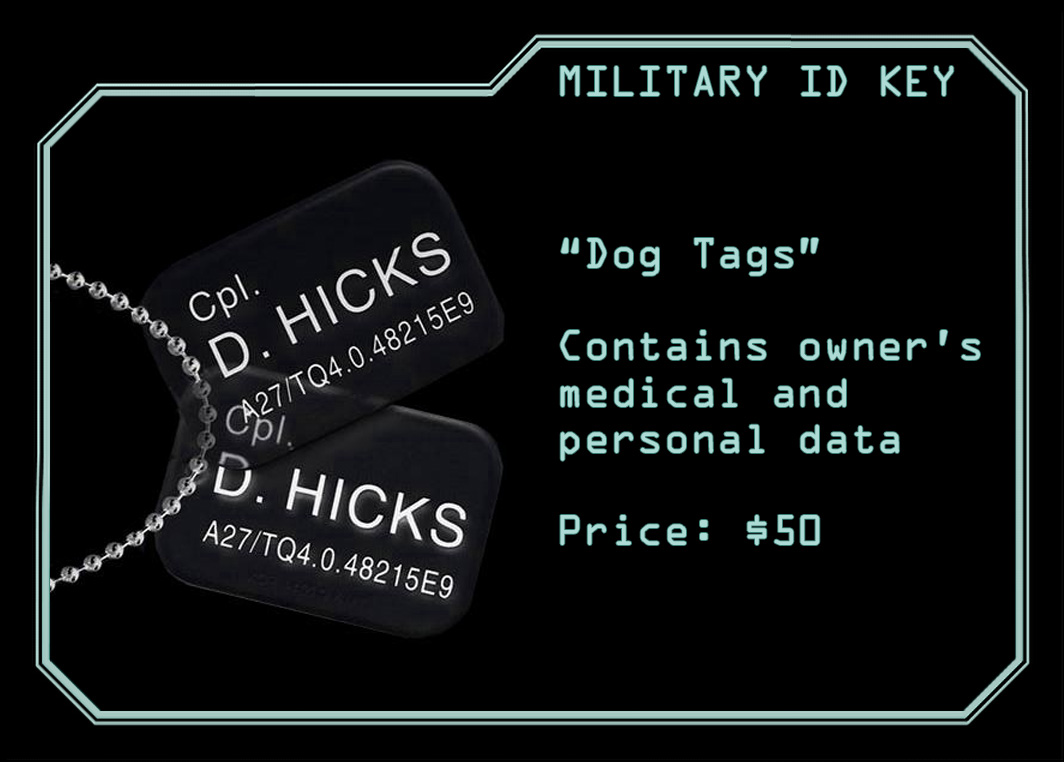 MILITARY ID KEY
Cpl.
D. HICKS
A27/TQ4.0.48215E9
Cpl.
D. HICKS
A27/TQ4.0.48215E9
“Dog Tags”
Contains owner's
medical and
personal data
Price: $50